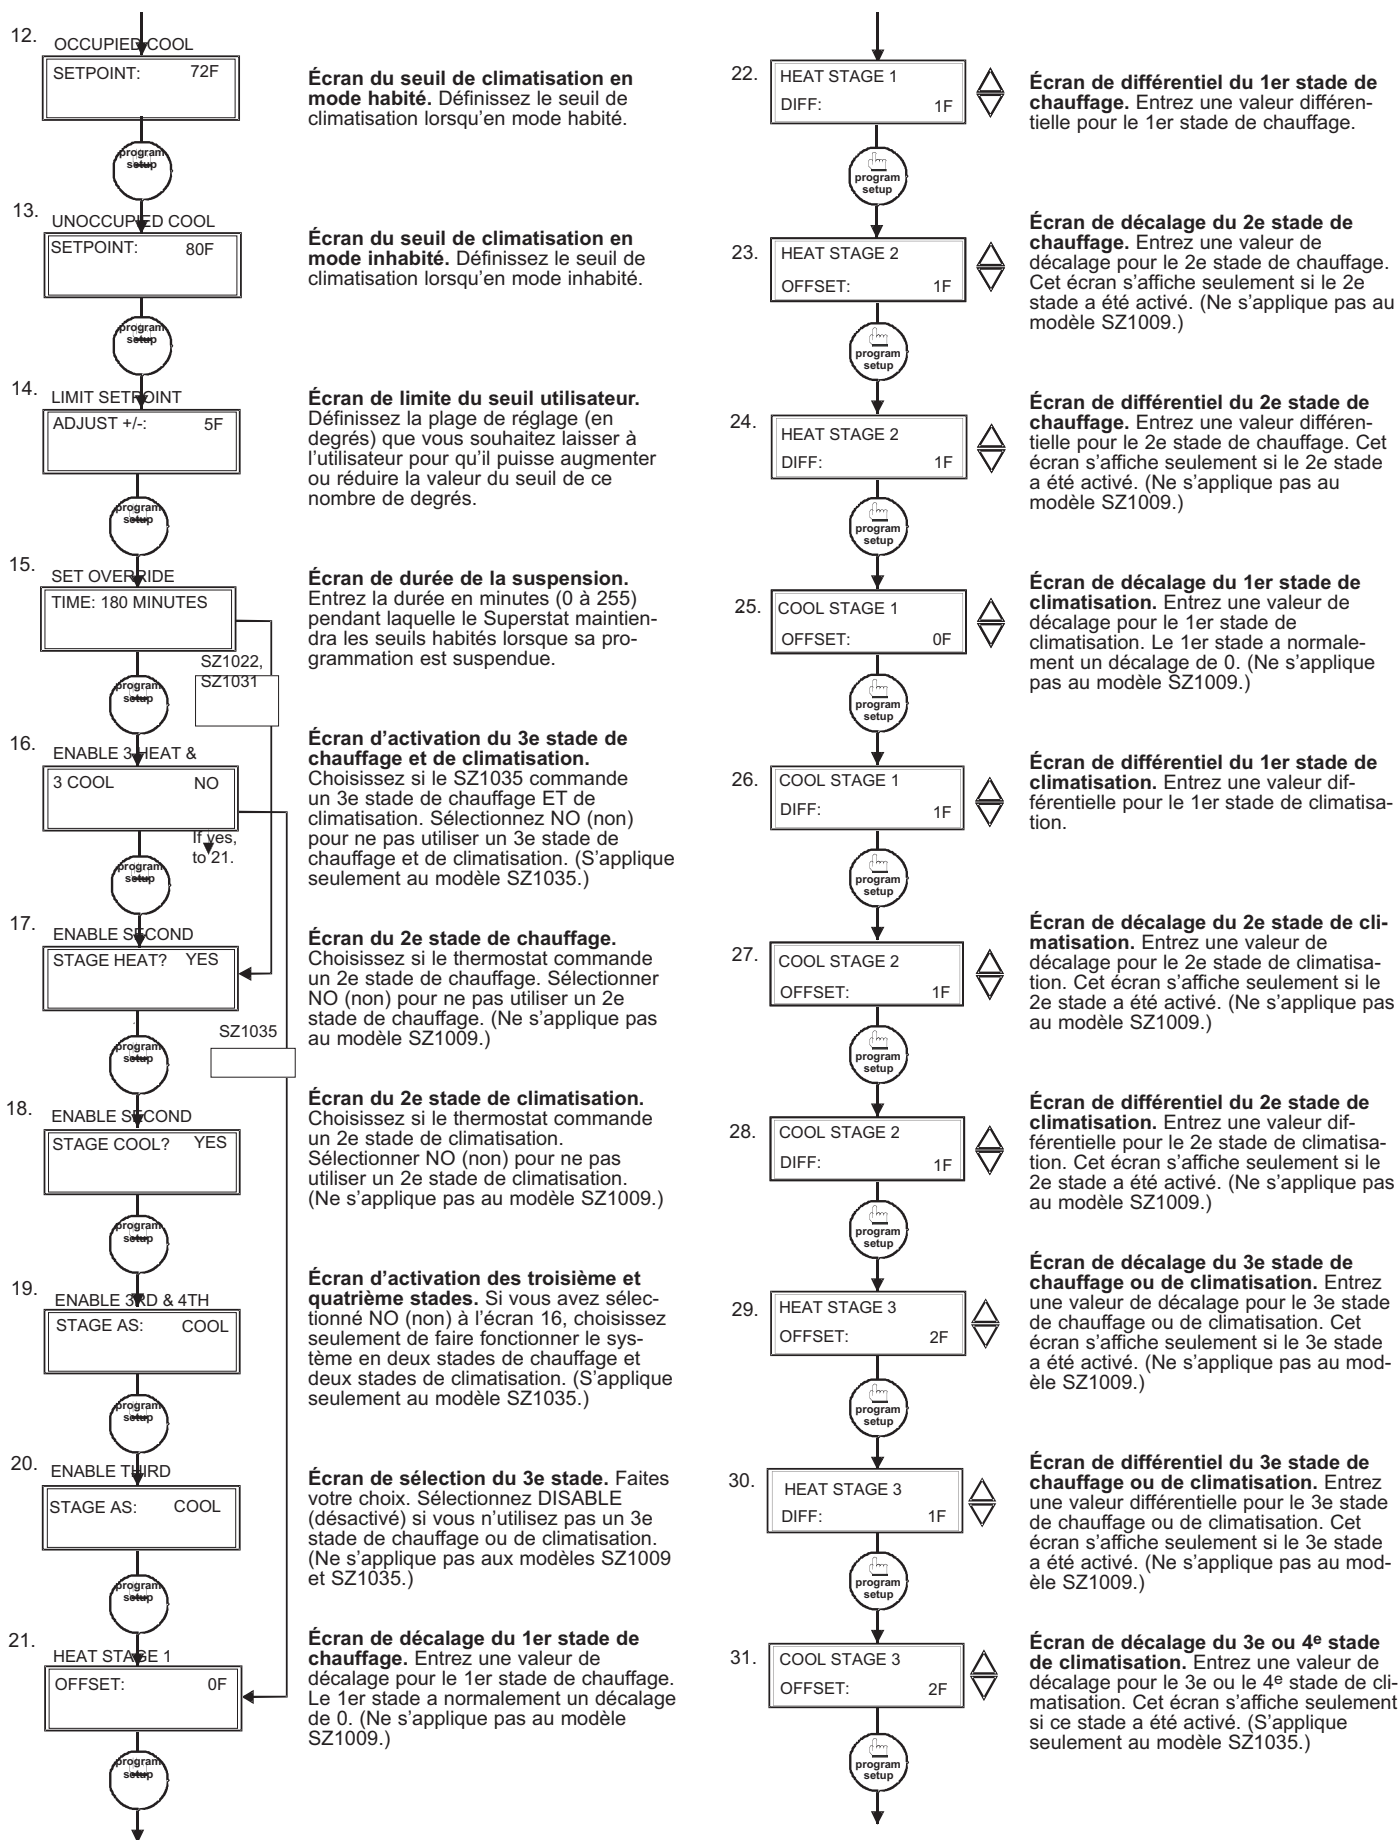 12.
OCCUPIED COOL
SETPOINT: 72F
program
setup
Écran du seuil de climatisation en
mode habité. Définissez le seuil de
climatisation lorsqu'en mode habité.
13.
UNOCCUPIED COOL
SETPOINT: 80F
program
setup
Écran du seuil de climatisation en
mode inhabité. Définissez le seuil de
climatisation lorsqu'en mode inhabité.
14.
LIMIT SETPOINT
ADJUST +/-: 5F
program
setup
Écran de limite du seuil utilisateur.
Définissez la plage de réglage (en
degrés) que vous souhaitez laisser à
l'utilisateur pour qu'il puisse augmenter
ou réduire la valeur du seuil de ce
nombre de degrés.
15.
SET OVERRIDE
TIME: 180 MINUTES
SZ1022,
SZ1031
program
setup
Écran de durée de la suspension.
Entrez la durée en minutes (0 à 255)
pendant laquelle le Superstat maintien-
dra les seuils habités lorsque sa pro-
grammation est suspendue.
16.
ENABLE 3 HEAT &
3 COOL NO
If yes,
to 21.
program
setup
Écran d'activation du 3e stade de
chauffage et de climatisation.
Choisissez si le SZ1035 commande
un 3e stade de chauffage ET de
climatisation. Sélectionnez NO (non)
pour ne pas utiliser un 3e stade de
chauffage et de climatisation. (S'applique
seulement au modèle SZ1035.)
17.
ENABLE SECOND
STAGE HEAT? YES
SZ1035
program
setup
Écran du 2e stade de chauffage.
Choisissez si le thermostat commande
un 2e stade de chauffage. Sélectionner
NO (non) pour ne pas utiliser un 2e
stade de chauffage. (Ne s'applique pas
au modèle SZ1009.)
18.
ENABLE SECOND
STAGE COOL? YES
program
setup
Écran du 2e stade de climatisation.
Choisissez si le thermostat commande
un 2e stade de climatisation.
Sélectionner NO (non) pour ne pas
utiliser un 2e stade de climatisation.
(Ne s'applique pas au modèle SZ1009.)
19.
ENABLE 3RD & 4TH
STAGE AS: COOL
program
setup
Écran d'activation des troisième et
quatrième stades. Si vous avez sélec-
tionné NO (non) à l'écran 16, choisissez
seulement de faire fonctionner le sys-
tème en deux stades de chauffage et
deux stades de climatisation. (S'applique
seulement au modèle SZ1035.)
20.
ENABLE THIRD
STAGE AS: COOL
program
setup
Écran de sélection du 3e stade. Faites
votre choix. Sélectionnez DISABLE
(désactivé) si vous n'utilisez pas un 3e
stade de chauffage ou de climatisation.
(Ne s'applique pas aux modèles SZ1009
et SZ1035.)
21.
HEAT STAGE 1
OFFSET: 0F
program
setup
Écran de décalage du 1er stade de
chauffage. Entrez une valeur de
décalage pour le 1er stade de chauffage.
Le 1er stade a normalement un décalage
de 0. (Ne s'applique pas au modèle
SZ1009.)
22.
HEAT STAGE 1
DIFF: 1F
program
setup
Écran de différentiel du 1er stade de
chauffage. Entrez une valeur différen-
tielle pour le 1er stade de chauffage.
23.
HEAT STAGE 2
OFFSET: 1F
program
setup
Écran de décalage du 2e stade de
chauffage. Entrez une valeur de
décalage pour le 2e stade de chauffage.
Cet écran s'affiche seulement si le 2e
stade a été activé. (Ne s'applique pas au
modèle SZ1009.)
24.
HEAT STAGE 2
DIFF: 1F
program
setup
Écran de différentiel du 2e stade de
chauffage. Entrez une valeur différen-
tielle pour le 2e stade de chauffage. Cet
écran s'affiche seulement si le 2e stade
a été activé. (Ne s'applique pas au
modèle SZ1009.)
25.
COOL STAGE 1
OFFSET: 0F
program
setup
Écran de décalage du 1er stade de
climatisation. Entrez une valeur de
décalage pour le 1er stade de
climatisation. Le 1er stade a normale-
ment un décalage de 0. (Ne s'applique
pas au modèle SZ1009.)
26.
COOL STAGE 1
DIFF: 1F
program
setup
Écran de différentiel du 1er stade de
climatisation. Entrez une valeur dif-
férentielle pour le 1er stade de climatisa-
tion.
27.
COOL STAGE 2
OFFSET: 1F
program
setup
Écran de décalage du 2e stade de cli-
matisation. Entrez une valeur de
décalage pour le 2e stade de climatisa-
tion. Cet écran s'affiche seulement si le
2e stade a été activé. (Ne s'applique pas
au modèle SZ1009.)
28.
COOL STAGE 2
DIFF: 1F
program
setup
Écran de différentiel du 2e stade de
climatisation. Entrez une valeur dif-
férentielle pour le 2e stade de climatisa-
tion. Cet écran s'affiche seulement si le
2e stade a été activé. (Ne s'applique pas
au modèle SZ1009.)
29.
HEAT STAGE 3
OFFSET: 2F
program
setup
Écran de décalage du 3e stade de
chauffage ou de climatisation. Entrez
une valeur de décalage pour le 3e stade
de chauffage ou de climatisation. Cet
écran s'affiche seulement si le 3e stade
a été activé. (Ne s'applique pas au mod-
èle SZ1009.)
30.
HEAT STAGE 3
DIFF: 1F
program
setup
Écran de différentiel du 3e stade de
chauffage ou de climatisation. Entrez
une valeur différentielle pour le 3e stade
de chauffage ou de climatisation. Cet
écran s'affiche seulement si le 3e stade
a été activé. (Ne s'applique pas au mod-
èle SZ1009.)
31.
COOL STAGE 3
OFFSET: 2F
program
setup
Écran de décalage du 3e ou 4e stade
de climatisation. Entrez une valeur de
décalage pour le 3e ou le 4e stade de cli-
matisation. Cet écran s'affiche seulement
si ce stade a été activé. (S'applique
seulement au modèle SZ1035.)